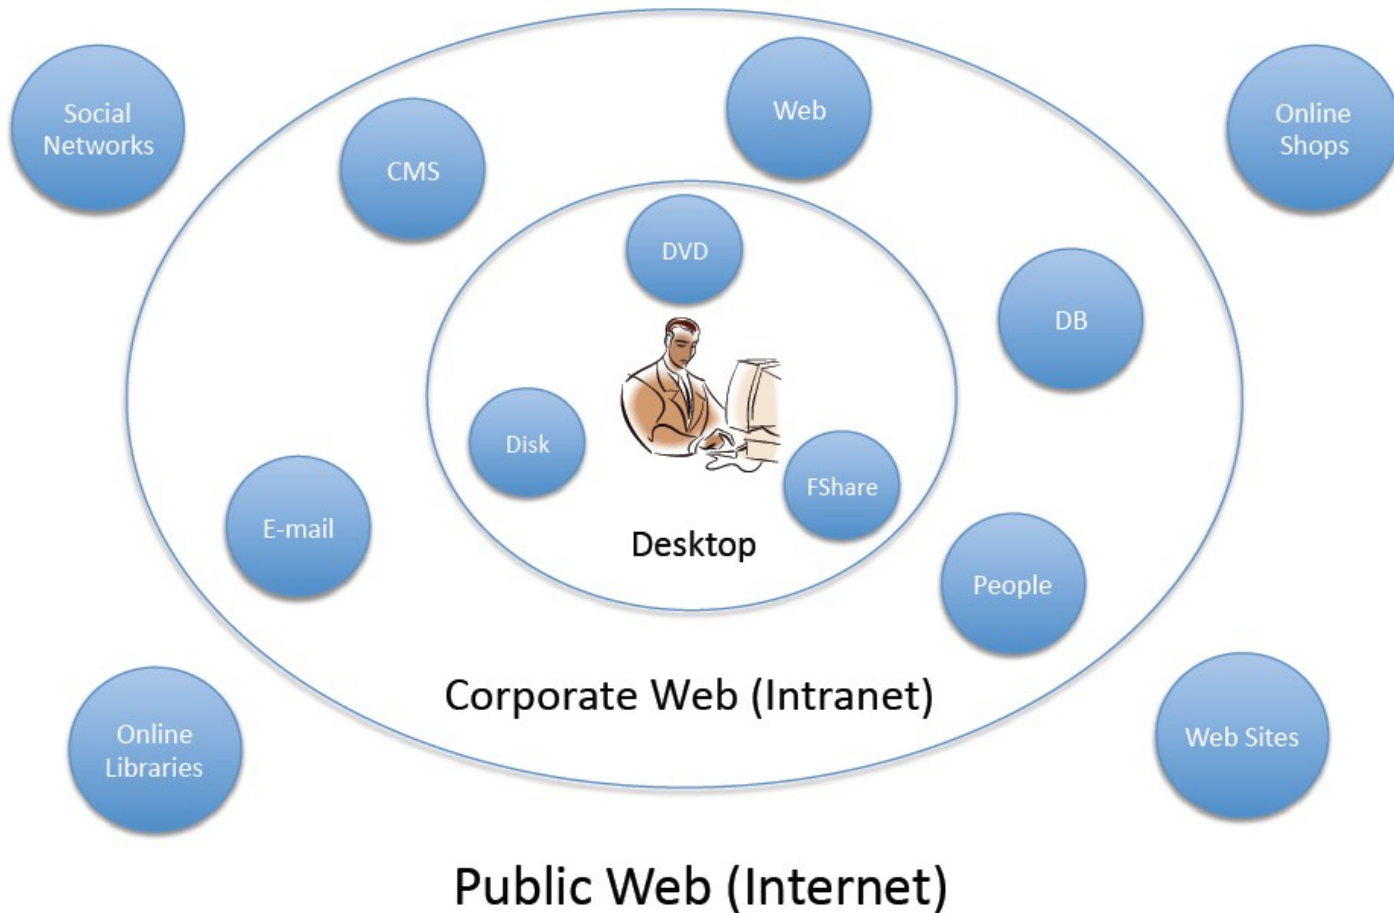 Social
Networks
CMS
Web
Online
Shops
DVD
DB
Disk
FShare
E-mail
Desktop
People
Corporate Web (Intranet)
Online
Libraries
Web Sites
Public Web (Internet)